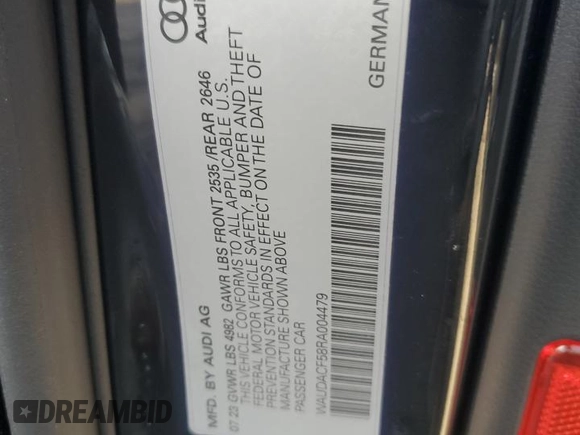 Audi
GERMAN
MFD. BY AUDI AG
07.23 GVWR LBS 4982 GAWR LBS FRONT 2535/REAR 2646
THIS VEHICLE CONFORMS TO ALL APPLICABLE U.S.
FEDERAL MOTOR VEHICLE SAFETY, BUMPER AND THEFT
PREVENTION STANDARDS IN EFFECT ON THE DATE OF
MANUFACTURE SHOWN ABOVE
PASSENGER CAR
WAUDACF58RA004479
DREAMBID